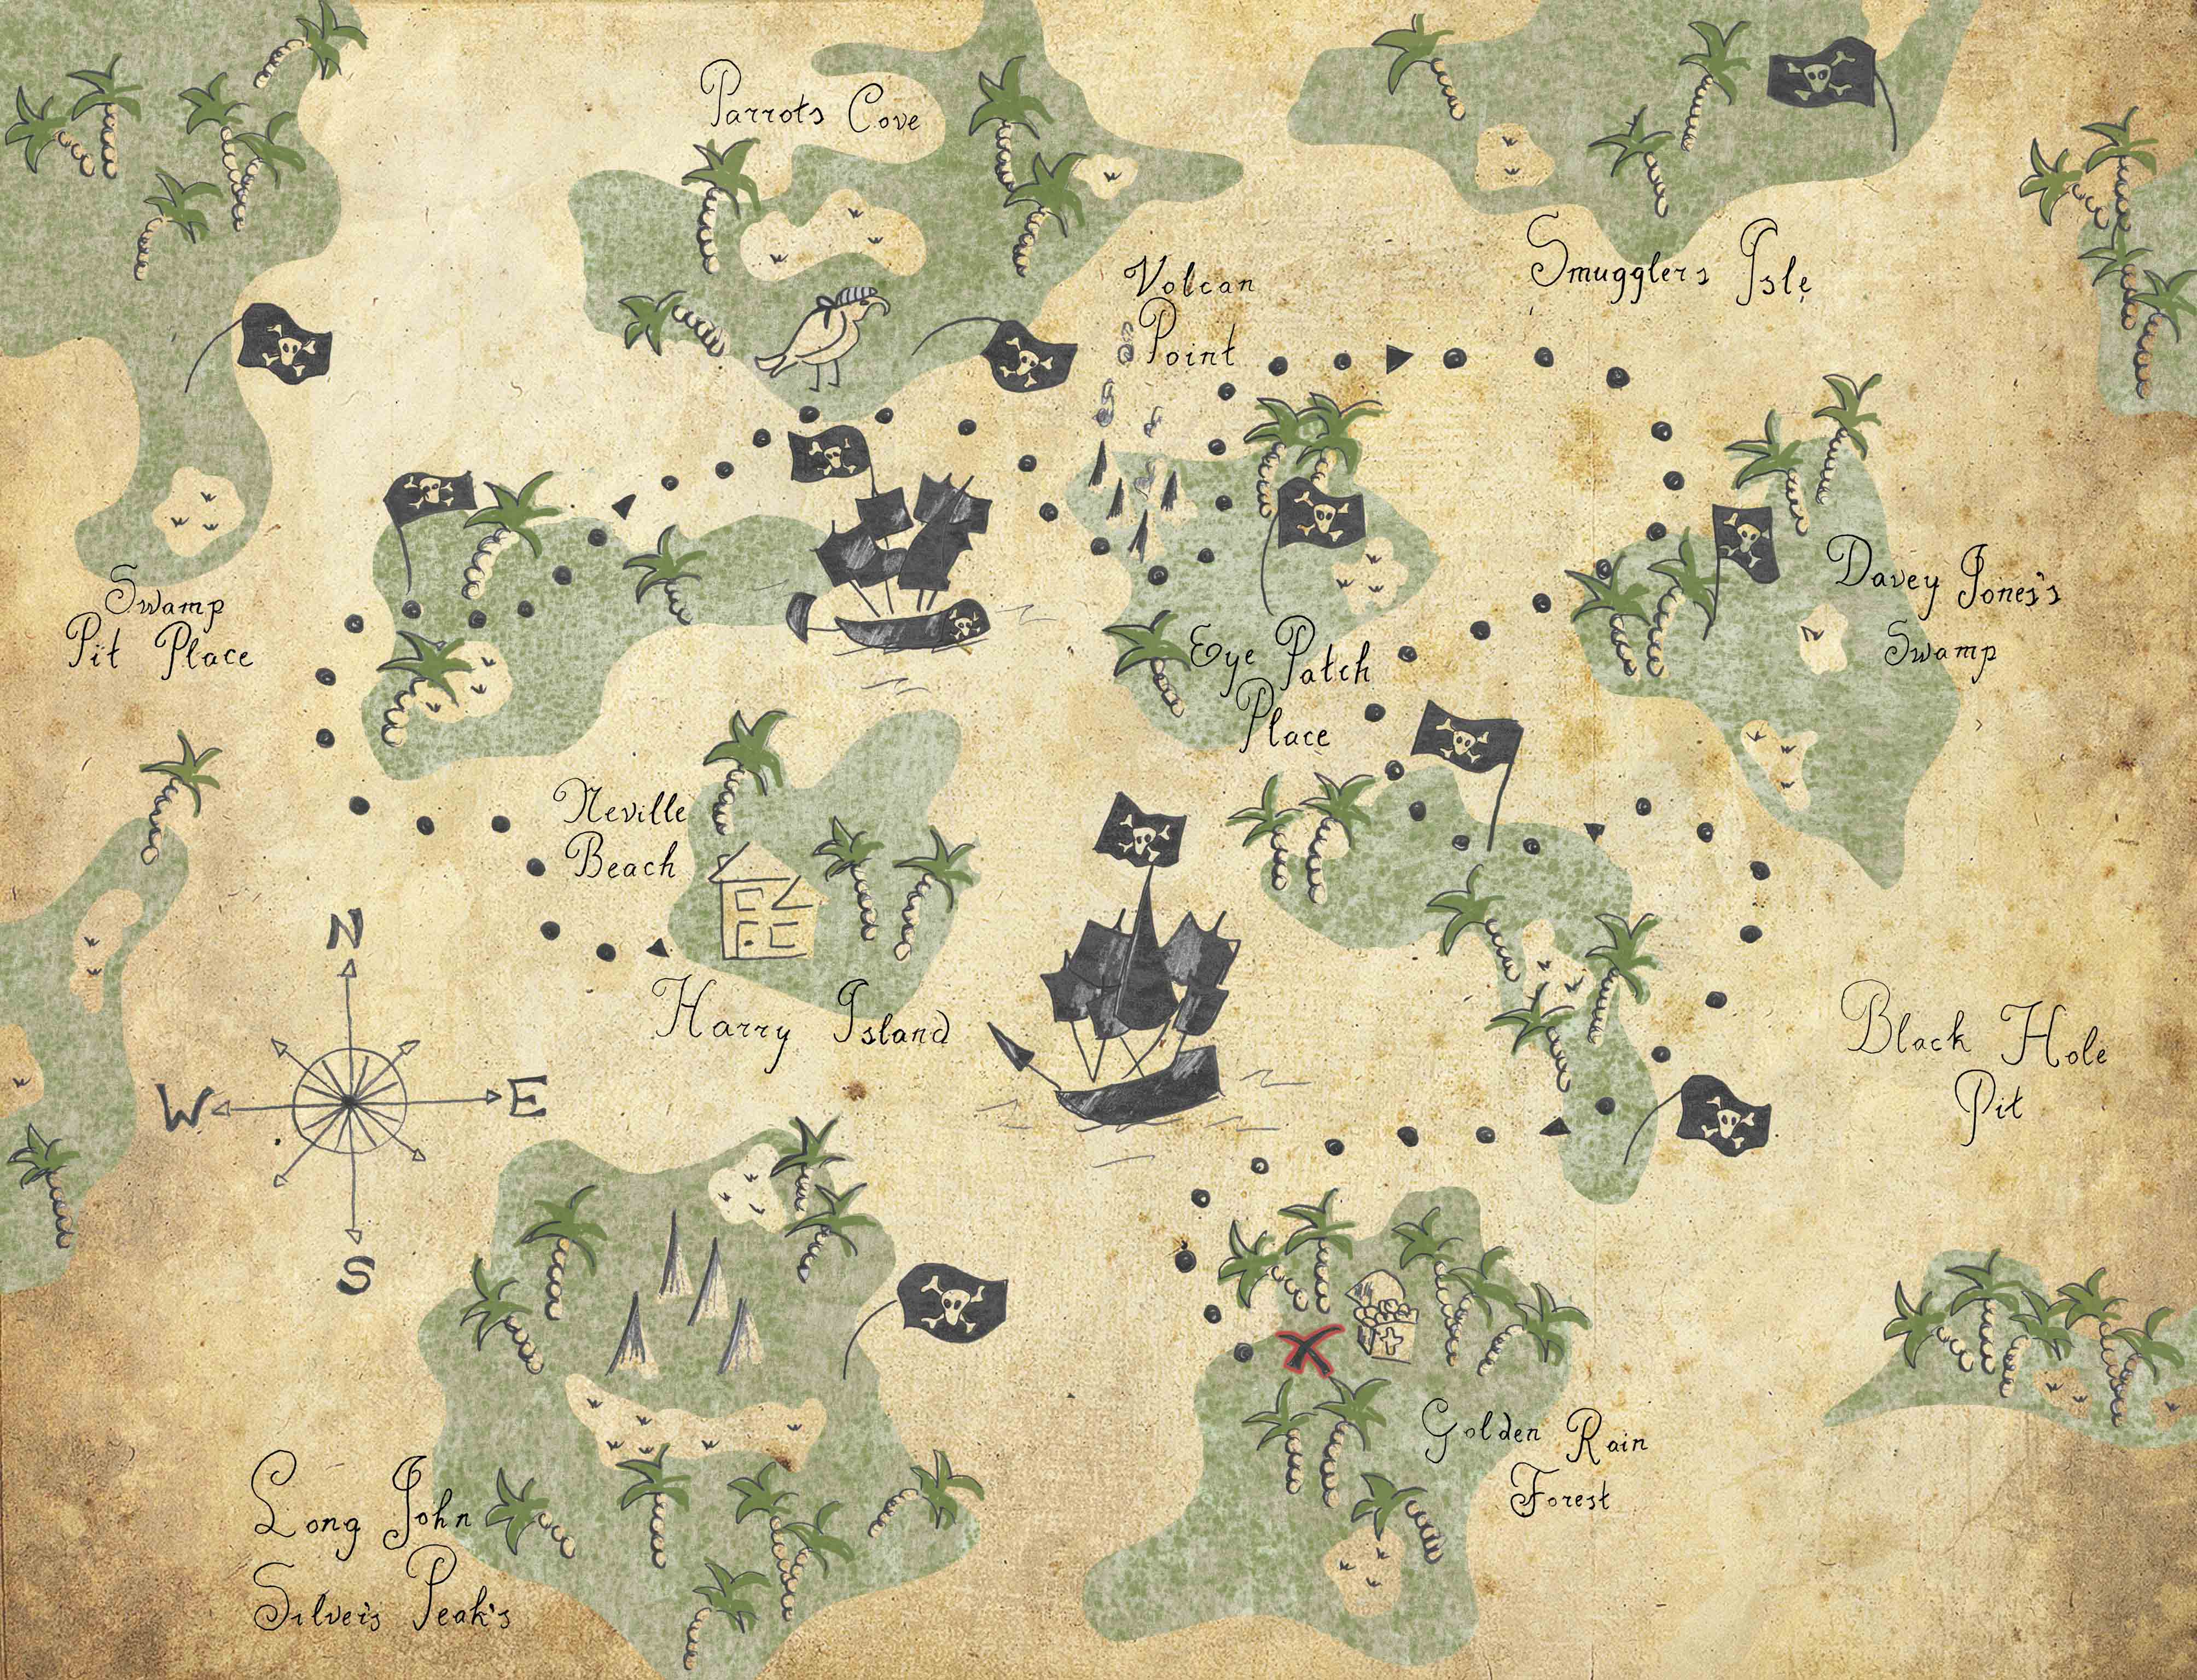 Parrots Cove
Volcan
Point
Smugglers Isle
Swamp
Pit Place
Eye Patch
Place
Davey Jones's
Swamp
Neville
Beach
Harry Island
N
W
E
S
Black Hole
Pit
Golden Rain
Forest
Long John
Silver's Peak's